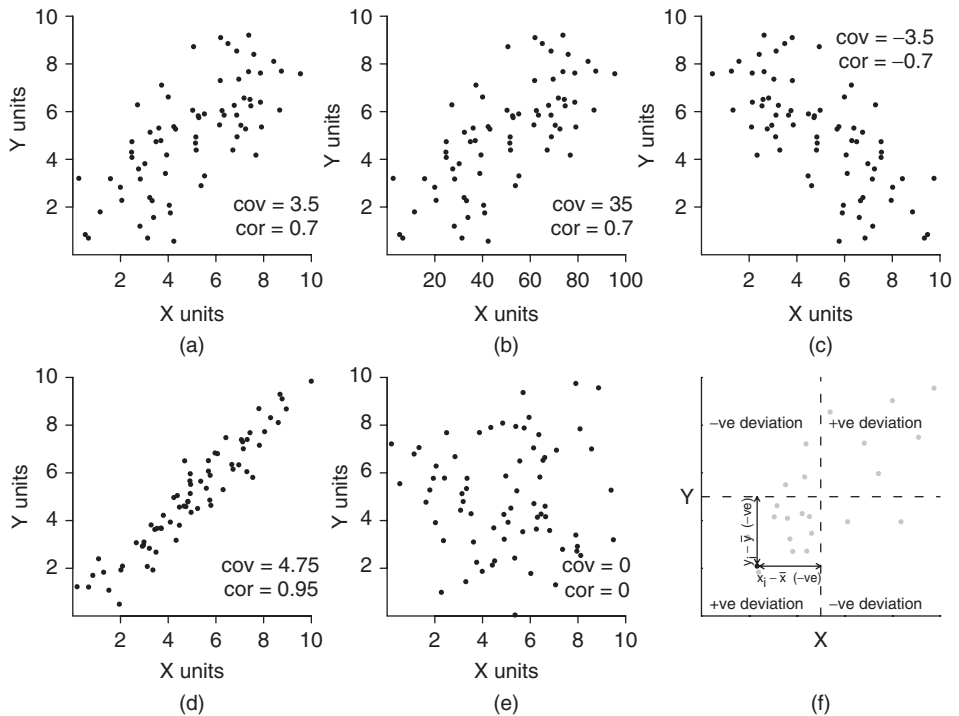 10
8
6
4
2
Y units
cov = 3.5
cor = 0.7
2 4 6 8 10
X units
(a)
10
8
6
4
2
Y units
cov = 35
cor = 0.7
20 40 60 80 100
X units
(b)
10
8
6
4
2
Y units
cov = −3.5
cor = −0.7
2 4 6 8 10
X units
(c)
10
8
6
4
2
Y units
cov = 4.75
cor = 0.95
2 4 6 8 10
X units
(d)
10
8
6
4
2
Y units
cov = 0
cor = 0
2 4 6 8 10
X units
(e)
−ve deviation +ve deviation
Y
yi − y̅ (−ve)
xi − x̅ (−ve)
+ve deviation −ve deviation
X
(f)